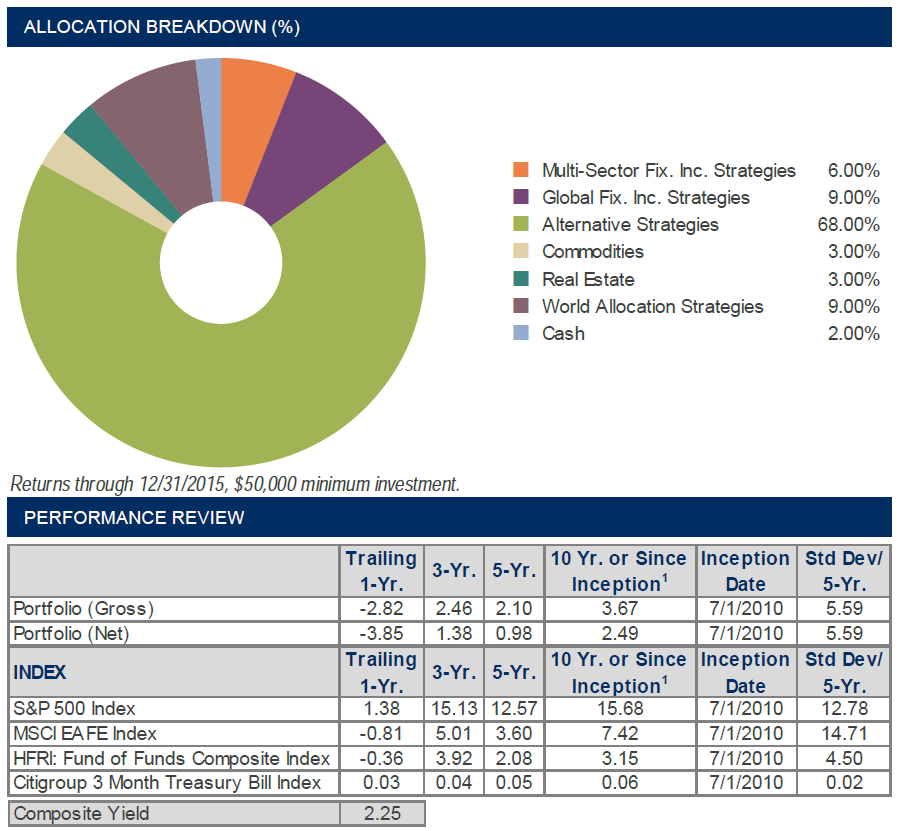 ALLOCATION BREAKDOWN (%)
Multi-Sector Fix. Inc. Strategies 6.00%
Global Fix. Inc. Strategies 9.00%
Alternative Strategies 68.00%
Commodities 3.00%
Real Estate 3.00%
World Allocation Strategies 9.00%
Cash 2.00%
Returns through 12/31/2015, $50,000 minimum investment.
PERFORMANCE REVIEW
Trailing 1-Yr. 3-Yr. 5-Yr. 10 Yr. or Since Inception¹ Inception Date Std Dev/ 5-Yr.
Portfolio (Gross) -2.82 2.46 2.10 3.67 7/1/2010 5.59
Portfolio (Net) -3.85 1.38 0.98 2.49 7/1/2010 5.59
INDEX Trailing 1-Yr. 3-Yr. 5-Yr. 10 Yr. or Since Inception¹ Inception Date Std Dev/ 5-Yr.
S&P 500 Index 1.38 15.13 12.57 15.68 7/1/2010 12.78
MSCI EAFE Index -0.81 5.01 3.60 7.42 7/1/2010 14.71
HFRI: Fund of Funds Composite Index -0.36 3.92 2.08 3.15 7/1/2010 4.50
Citigroup 3 Month Treasury Bill Index 0.03 0.04 0.05 0.06 7/1/2010 0.02
Composite Yield 2.25